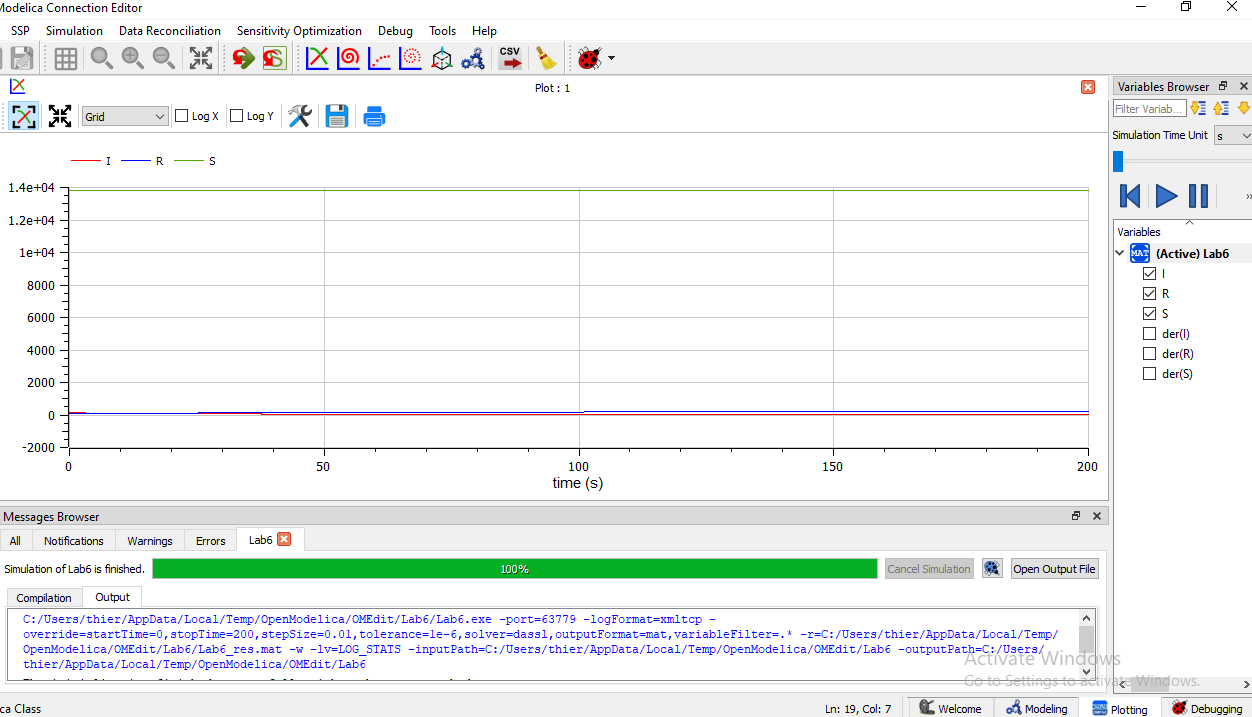 Modelica Connection Editor
SSP Simulation Data Reconciliation Sensitivity Optimization Debug Tools Help
CSV
Plot : 1
Grid Log X Log Y
I R S
1.4e+04
1.2e+04
1e+04
8000
6000
4000
2000
0
-2000
0 50 100 150 200
time (s)
Variables Browser
Filter Variab...
Simulation Time Unit s
»
Variables
MAT (Active) Lab6
I
R
S
der(I)
der(R)
der(S)
Messages Browser
All Notifications Warnings Errors Lab6
Simulation of Lab6 is finished. 100% Cancel Simulation Open Output File
Compilation Output
C:/Users/thier/AppData/Local/Temp/OpenModelica/OMEdit/Lab6/Lab6.exe -port=63779 -logFormat=xmltcp -
override=startTime=0,stopTime=200,stepSize=0.01,tolerance=1e-6,solver=dassl,outputFormat=mat,variableFilter=.* -r=C:/Users/thier/AppData/Local/Temp/
OpenModelica/OMEdit/Lab6/Lab6_res.mat -w -lv=LOG_STATS -inputPath=C:/Users/thier/AppData/Local/Temp/OpenModelica/OMEdit/Lab6 -outputPath=C:/Users/
thier/AppData/Local/Temp/OpenModelica/OMEdit/Lab6
Activate Windows
Go to Settings to activate Windows.
ca Class Ln: 19, Col: 7 Welcome Modeling Plotting Debugging